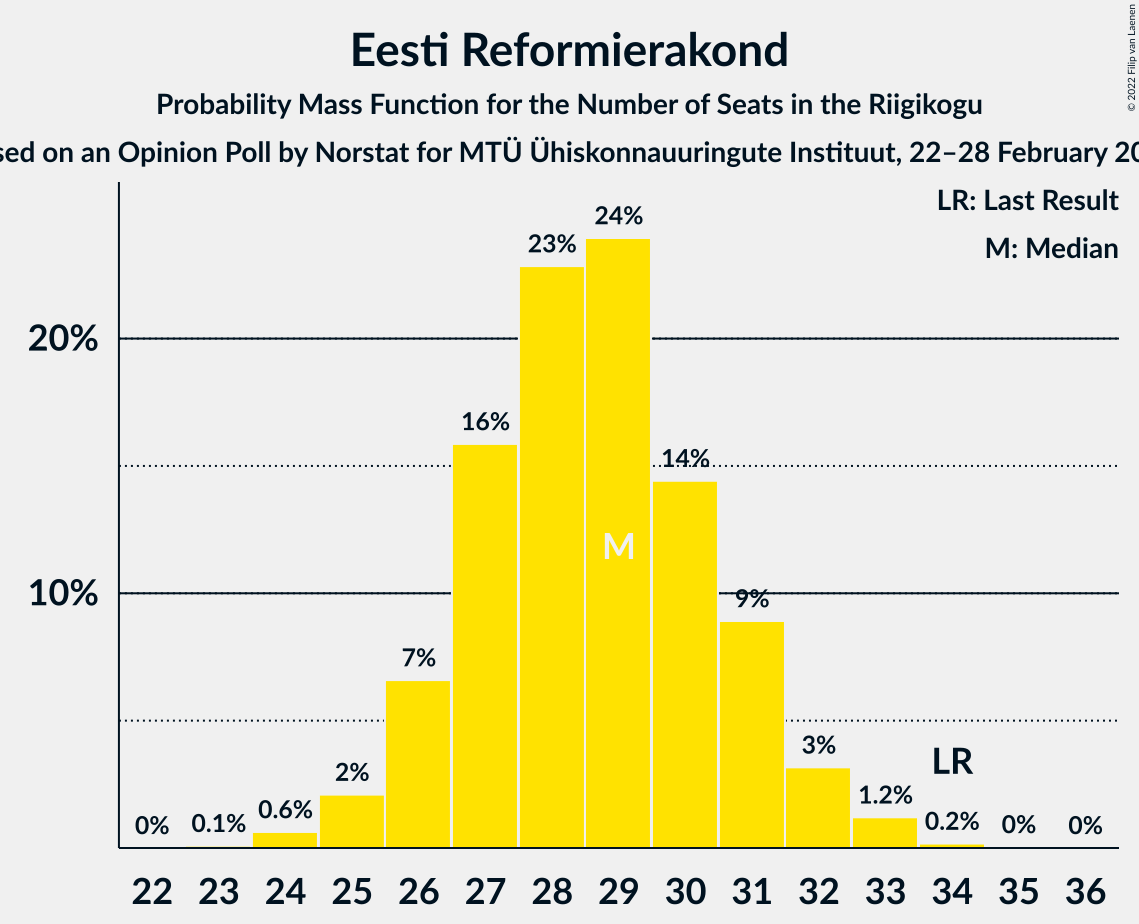 Eesti Reformierakond
Probability Mass Function for the Number of Seats in the Riigikogu
on an Opinion Poll by Norstat for MTÜ Ühiskonnauuringute Instituut, 22–28 February
© 2022 Filip van Laenen
LR: Last Result
M: Median
20%
10%
0%
0.1%
0.6%
2%
7%
16%
23%
24%
14%
9%
3%
1.2%
0.2%
0%
0%
M
LR
22 23 24 25 26 27 28 29 30 31 32 33 34 35 36